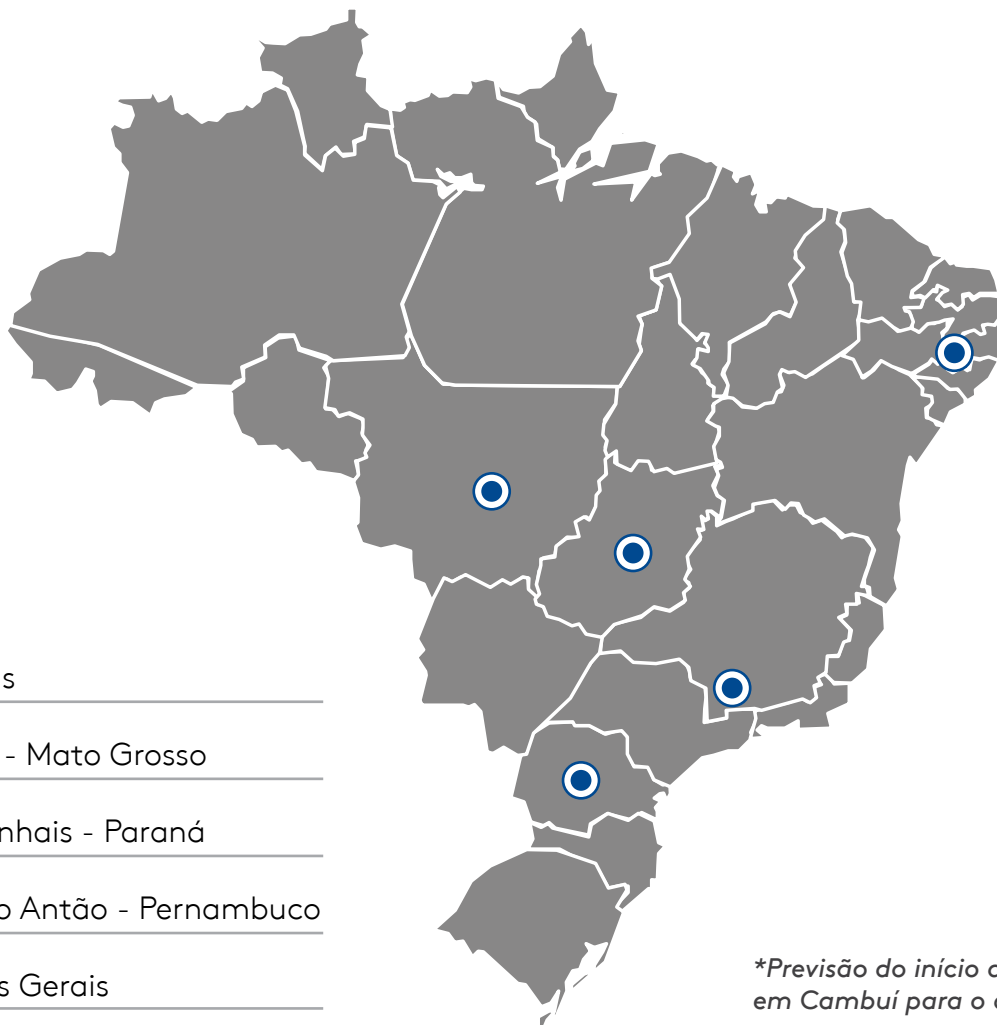 s
- Mato Grosso
nhais - Paraná
o Antão - Pernambuco
s Gerais
*Previsão do início
em Cambuí para o